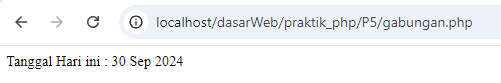 localhost/dasarWeb/praktik_php/P5/gabungan.php
Tanggal Hari ini : 30 Sep 2024